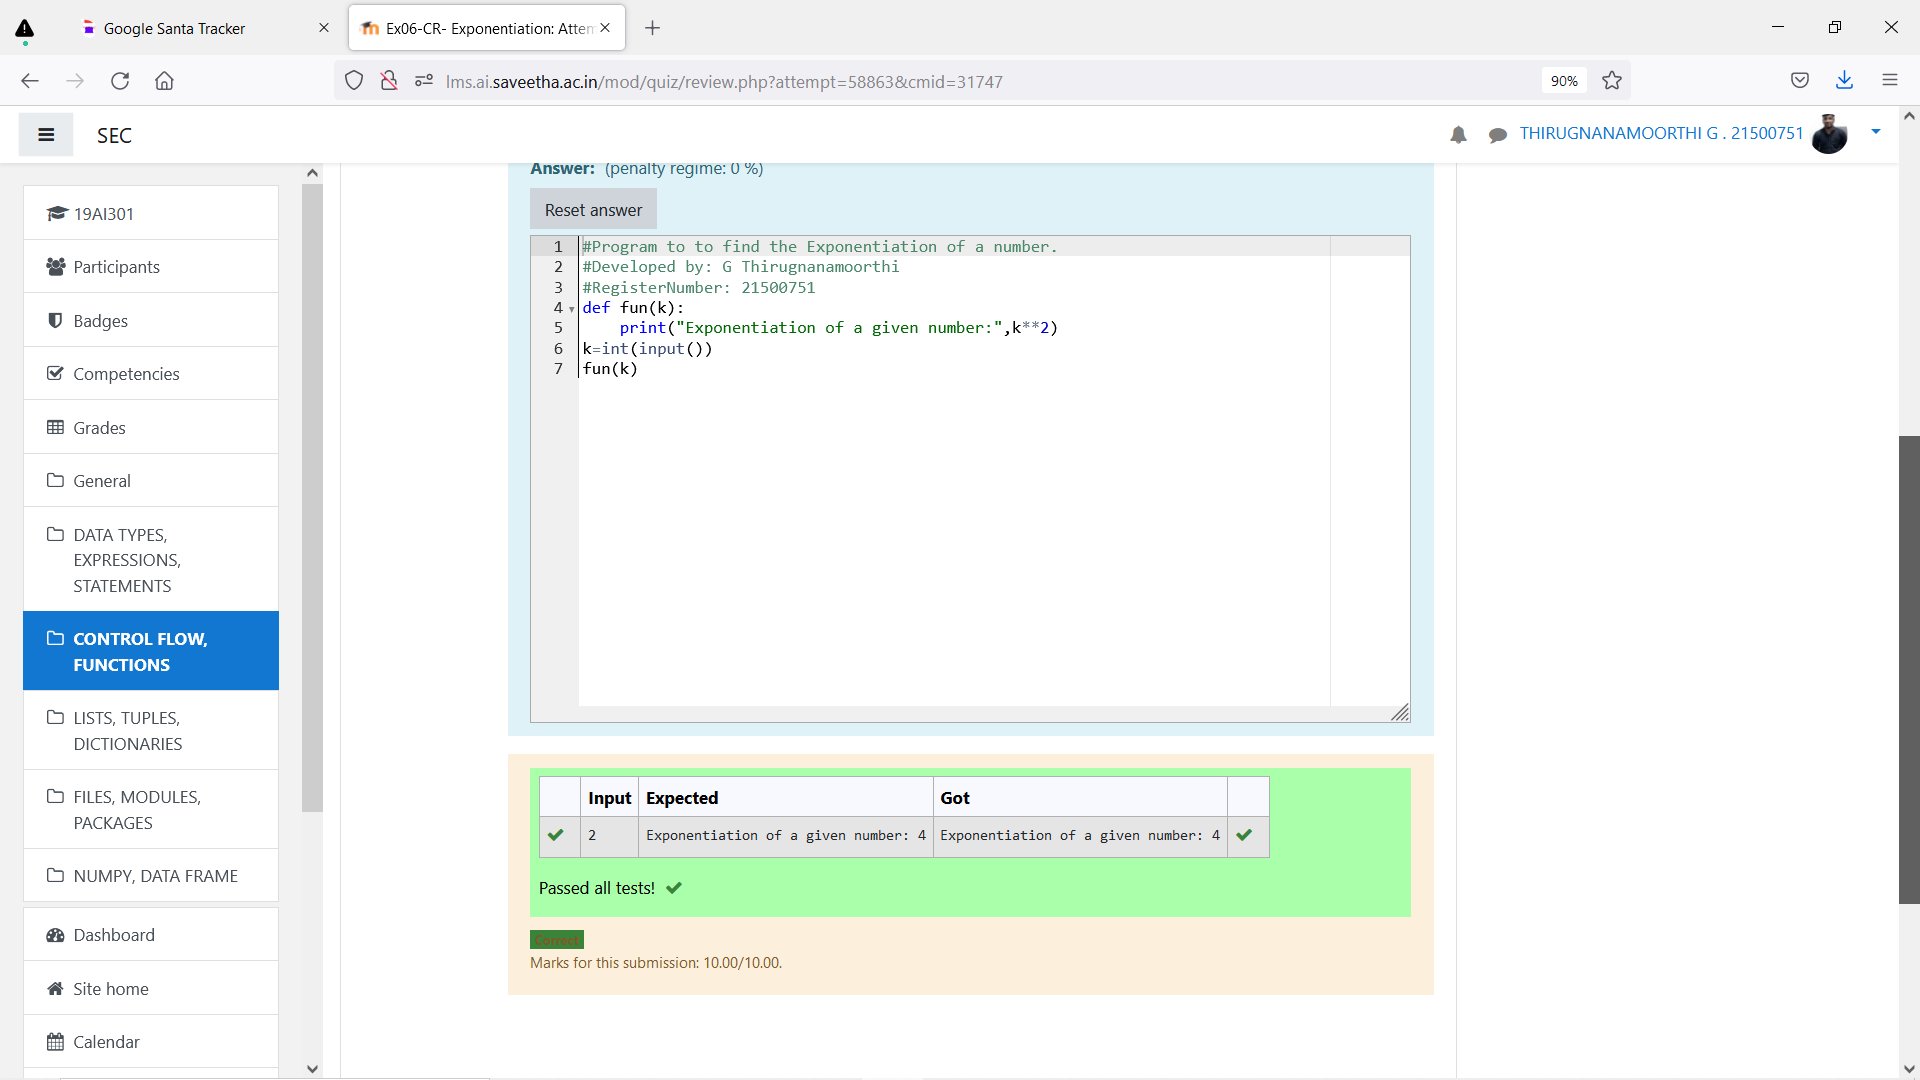 Google Santa Tracker
Ex06-CR- Exponentiation: Atten
lms.ai.saveetha.ac.in/mod/quiz/review.php?attempt=58863&cmid=31747
90%
SEC
THIRUGNANAMOORTHI G . 21500751
19AI301
Participants
Badges
Competencies
Grades
General
DATA TYPES,
EXPRESSIONS,
STATEMENTS
CONTROL FLOW,
FUNCTIONS
LISTS, TUPLES,
DICTIONARIES
FILES, MODULES,
PACKAGES
NUMPY, DATA FRAME
Dashboard
Site home
Calendar
Answer: (penalty regime: 0 %)
Reset answer
1 #Program to to find the Exponentiation of a number.
2 #Developed by: G Thirugnanamoorthi
3 #RegisterNumber: 21500751
4 def fun(k):
5     print("Exponentiation of a given number:",k**2)
6 k=int(input())
7 fun(k)
Input Expected Got
2 Exponentiation of a given number: 4 Exponentiation of a given number: 4
Passed all tests!
Correct
Marks for this submission: 10.00/10.00.